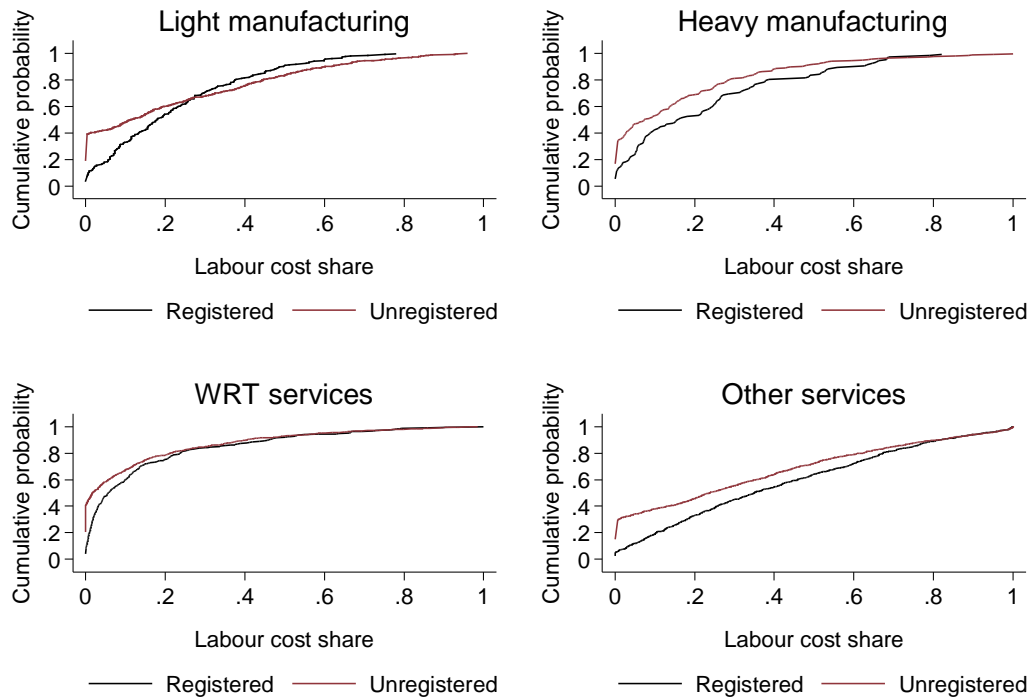 Light manufacturing
Cumulative probability
1
.8
.6
.4
.2
0
0 .2 .4 .6 .8 1
Labour cost share
Registered Unregistered
Heavy manufacturing
Cumulative probability
1
.8
.6
.4
.2
0
0 .2 .4 .6 .8 1
Labour cost share
Registered Unregistered
WRT services
Cumulative probability
1
.8
.6
.4
.2
0
0 .2 .4 .6 .8 1
Labour cost share
Registered Unregistered
Other services
Cumulative probability
1
.8
.6
.4
.2
0
0 .2 .4 .6 .8 1
Labour cost share
Registered Unregistered